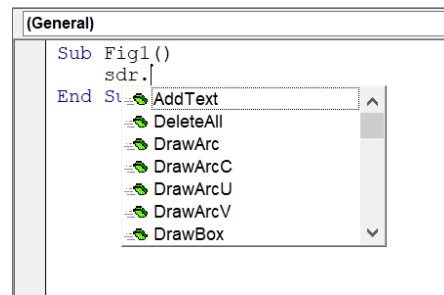 (General)
Sub Fig1()
sdr.
End Su
AddText
DeleteAll
DrawArc
DrawArcC
DrawArcU
DrawArcV
DrawBox